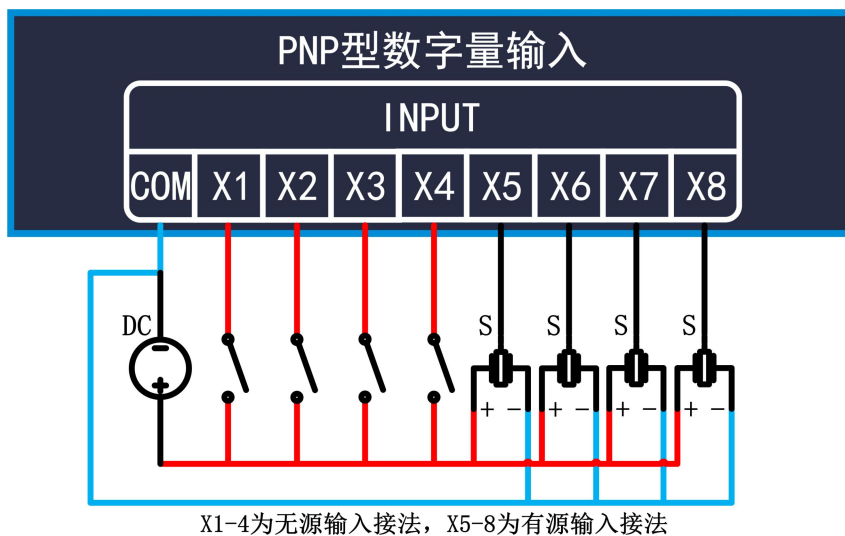 PNP型数字量输入
INPUT
COM X1 X2 X3 X4 X5 X6 X7 X8
DC S S S S
-
+
+ - + - + - + -
X1-4为无源输入接法，X5-8为有源输入接法